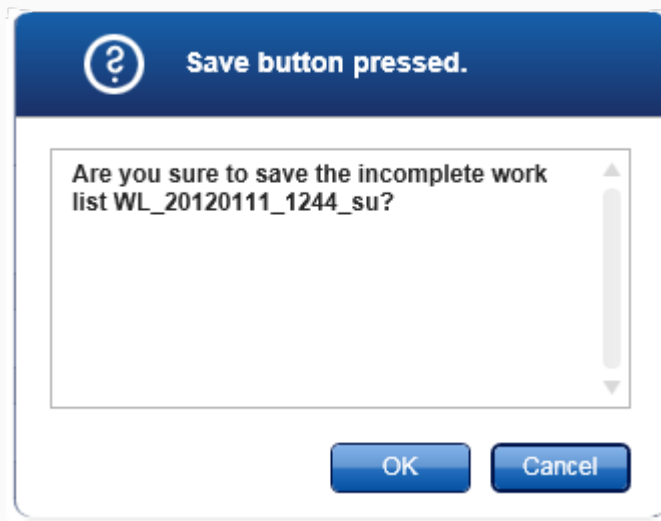 Save button pressed.
Are you sure to save the incomplete work
list WL_20120111_1244_su?
OK
Cancel